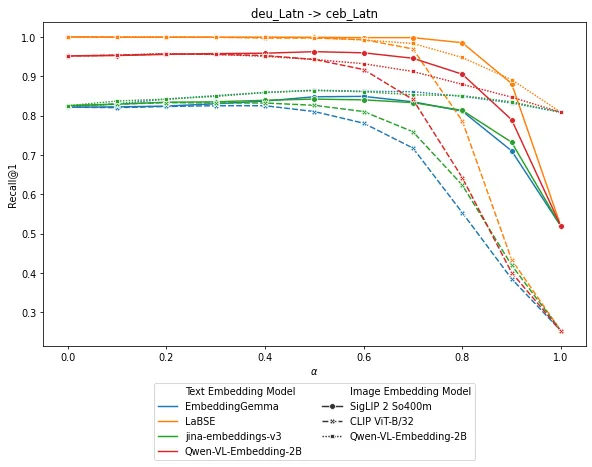 deu_Latn -> ceb_Latn
Recall@1
1.0
0.9
0.8
0.7
0.6
0.5
0.4
0.3
0.0 0.2 0.4 0.6 0.8 1.0
α
Text Embedding Model
EmbeddingGemma
LaBSE
jina-embeddings-v3
Qwen-VL-Embedding-2B
Image Embedding Model
SigLIP 2 So400m
CLIP ViT-B/32
Qwen-VL-Embedding-2B